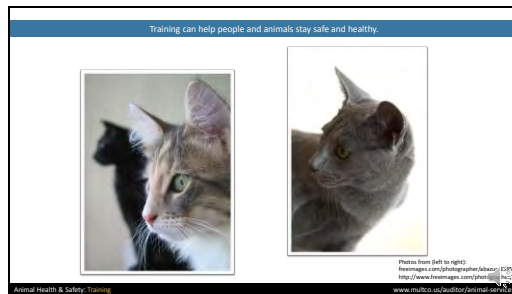 Training can help people and animals stay safe and healthy.
Photos from (left to right):
freeimages.com/photographer/
http://www.freeimages.com/
Animal Health & Safety: Training
www.multco.us/auditor/animal-services